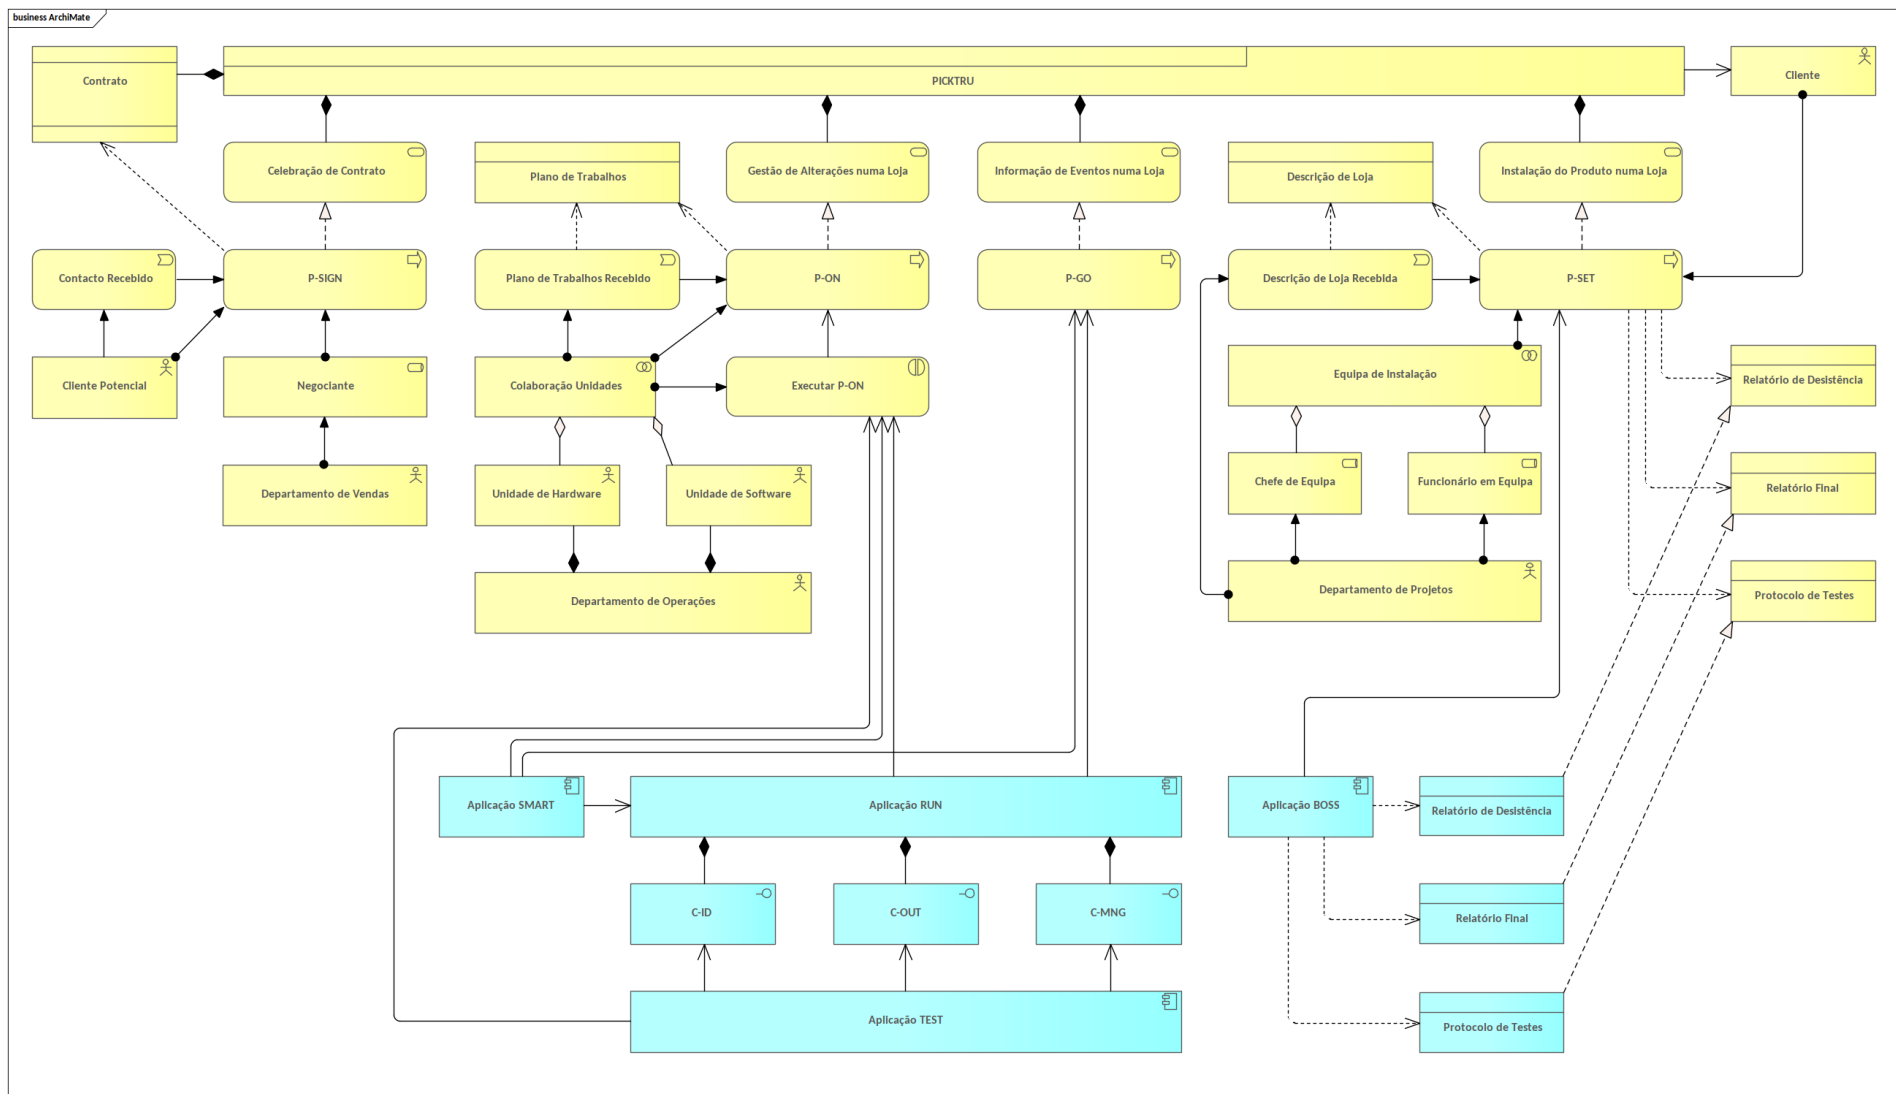 business ArchiMate
Contrato
PICKTRU
Cliente
Celebração de Contrato
Plano de Trabalhos
Gestão de Alterações numa Loja
Informação de Eventos numa Loja
Descrição de Loja
Instalação do Produto numa Loja
Contacto Recebido
P-SIGN
Plano de Trabalhos Recebido
P-ON
P-GO
Descrição de Loja Recebida
P-SET
Cliente Potencial
Negociante
Colaboração Unidades
Executar P-ON
Equipa de Instalação
Relatório de Desistência
Departamento de Vendas
Unidade de Hardware
Unidade de Software
Chefe de Equipa
Funcionário em Equipa
Relatório Final
Departamento de Operações
Departamento de Projetos
Protocolo de Testes
Aplicação SMART
Aplicação RUN
Aplicação BOSS
Relatório de Desistência
C-ID
C-OUT
C-MNG
Relatório Final
Aplicação TEST
Protocolo de Testes